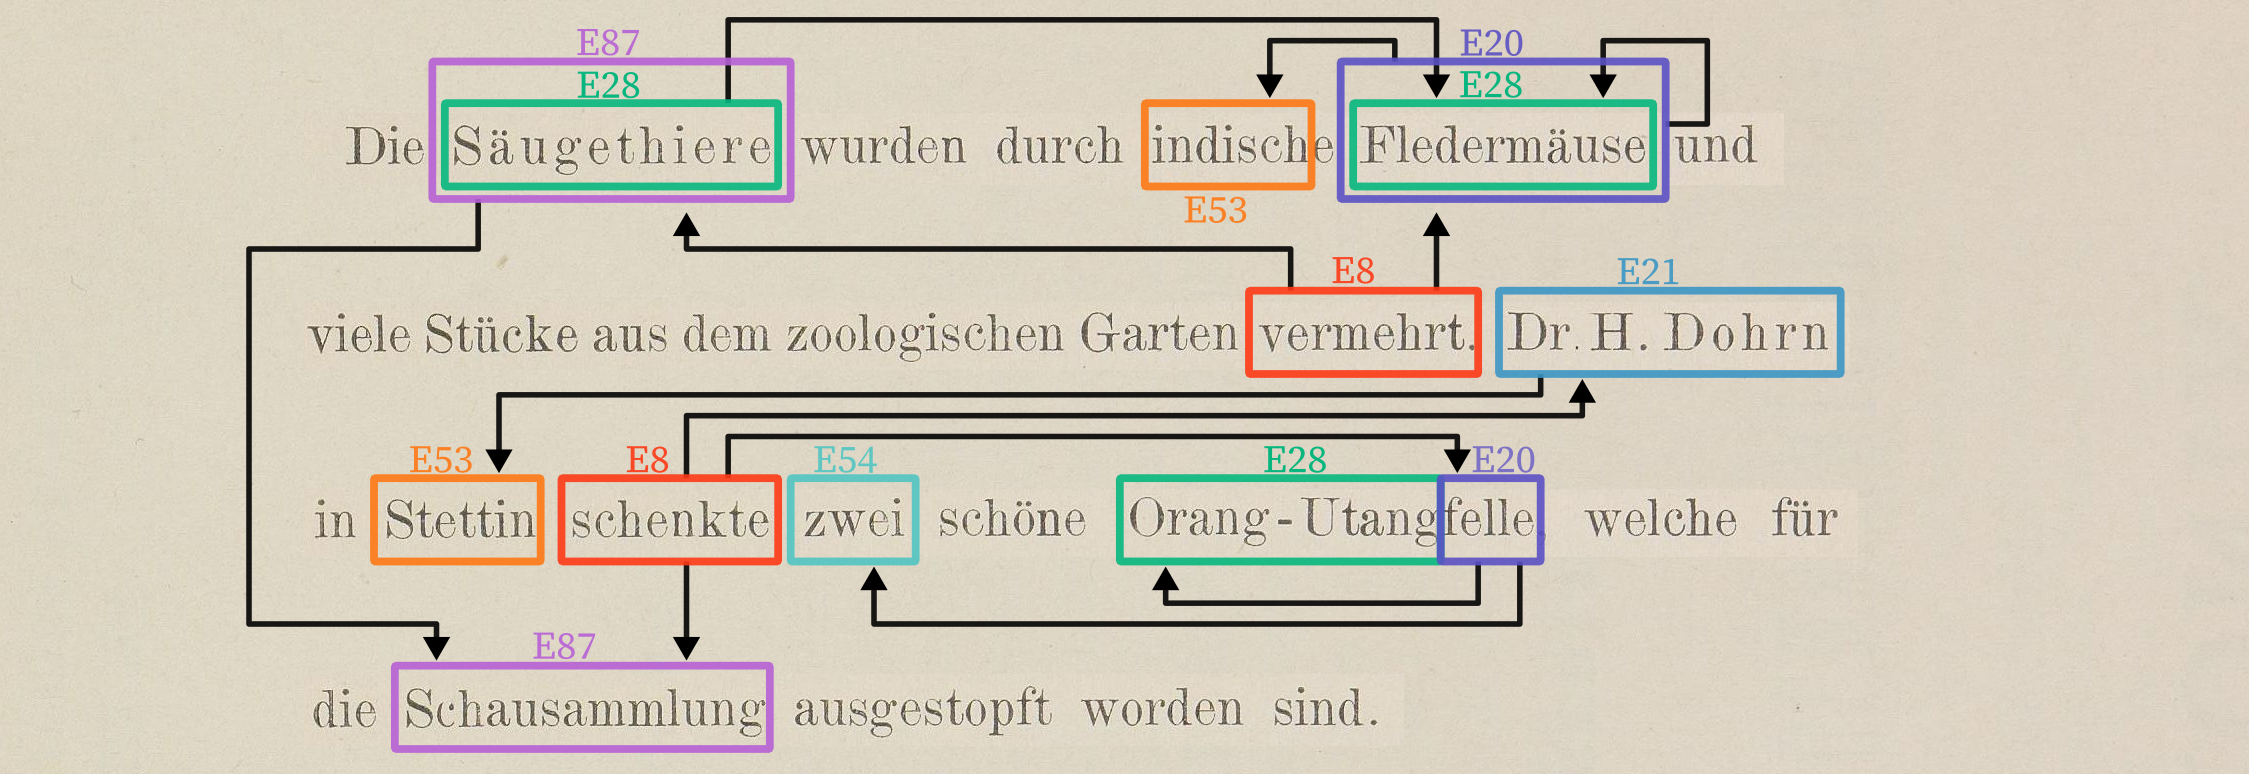 E87 E20
E28 E28
Die Säugethiere wurden durch indische Fledermäuse und
E53
E8 E21
viele Stücke aus dem zoologischen Garten vermehrt. Dr. H. Dohrn
E53 E8 E54 E28 E20
in Stettin schenkte zwei schöne Orang-Utangfelle, welche für
E87
die Schausammlung ausgestopft worden sind.